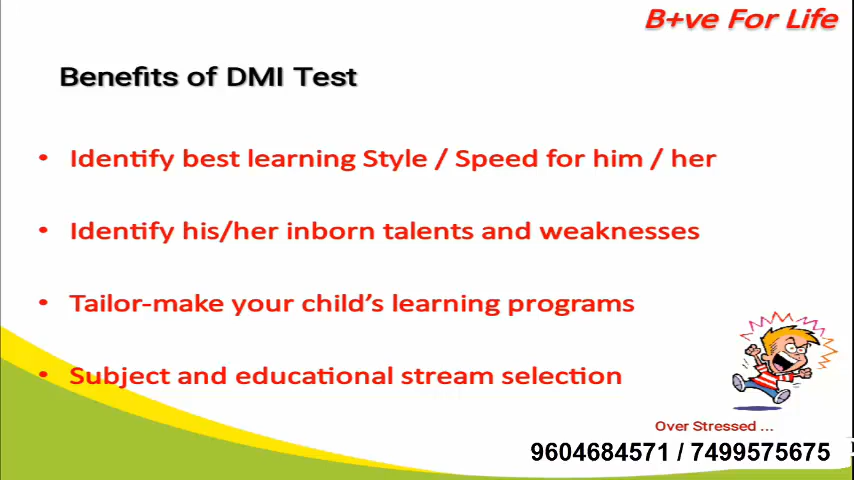 B+ve For Life
Benefits of DMI Test
• Identify best learning Style / Speed for him / her
• Identify his/her inborn talents and weaknesses
• Tailor-make your child's learning programs
• Subject and educational stream selection
Over Stressed ...
9604684571 / 7499575675